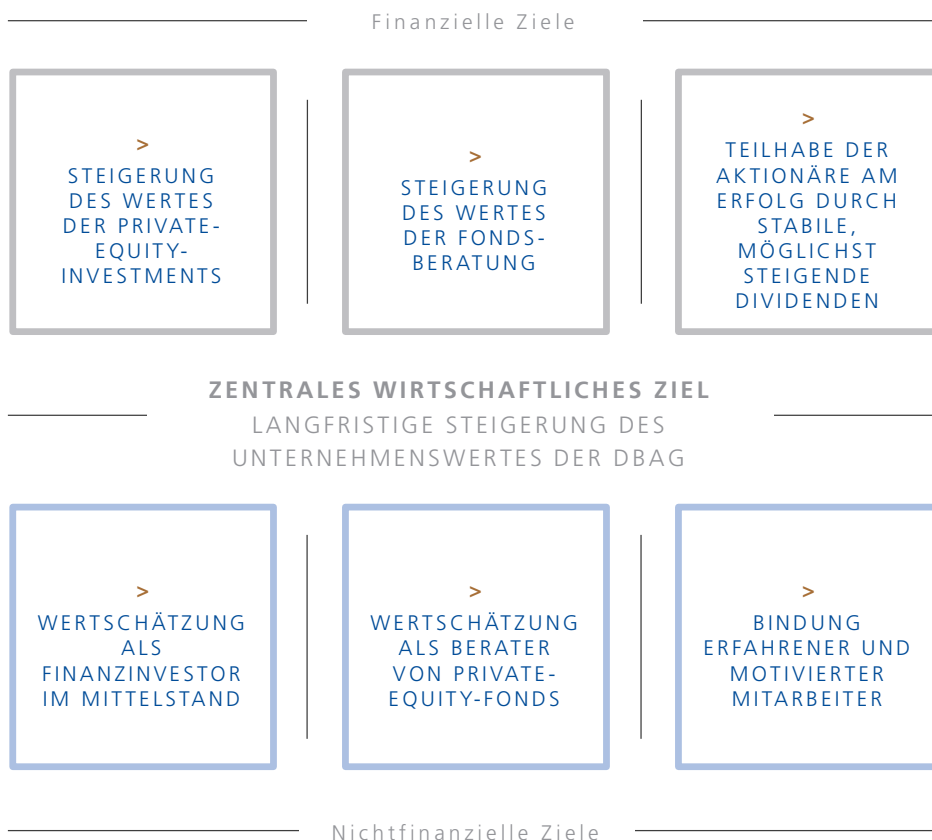 Finanzielle Ziele
>
STEIGERUNG
DES WERTES
DER PRIVATE-
EQUITY-
INVESTMENTS
>
STEIGERUNG
DES WERTES
DER FONDS-
BERATUNG
>
TEILHABE DER
AKTIONÄRE AM
ERFOLG DURCH
STABILE,
MÖGLICHST
STEIGENDE
DIVIDENDEN
ZENTRALES WIRTSCHAFTLICHES ZIEL
LANGFRISTIGE STEIGERUNG DES
UNTERNEHMENSWERTES DER DBAG
>
WERTSCHÄTZUNG
ALS
FINANZINVESTOR
IM MITTELSTAND
>
WERTSCHÄTZUNG
ALS BERATER
VON PRIVATE-
EQUITY-FONDS
>
BINDUNG
ERFAHRENER UND
MOTIVIERTER
MITARBEITER
Nichtfinanzielle Ziele